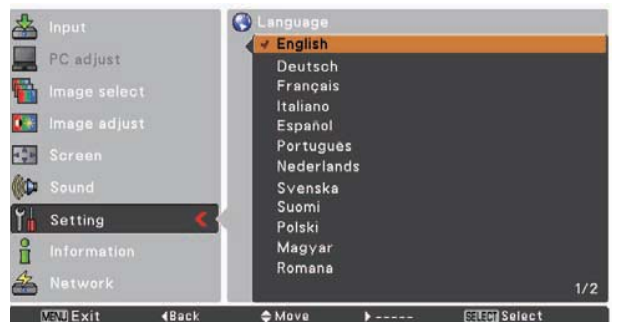 Input
PC adjust
Image select
Image adjust
Screen
Sound
Setting
Information
Network
Language
English
Deutsch
Français
Italiano
Español
Português
Nederlands
Svenska
Suomi
Polski
Magyar
Romana
1/2
MENU Exit ◀Back Move ▶----- SELECT Select